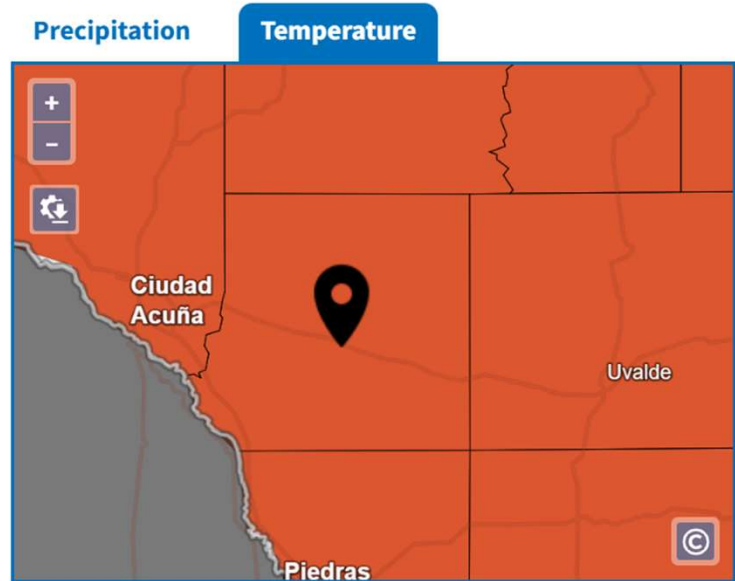 Precipitation
Temperature
+
−
Ciudad
Acuña
Uvalde
©
Piedras